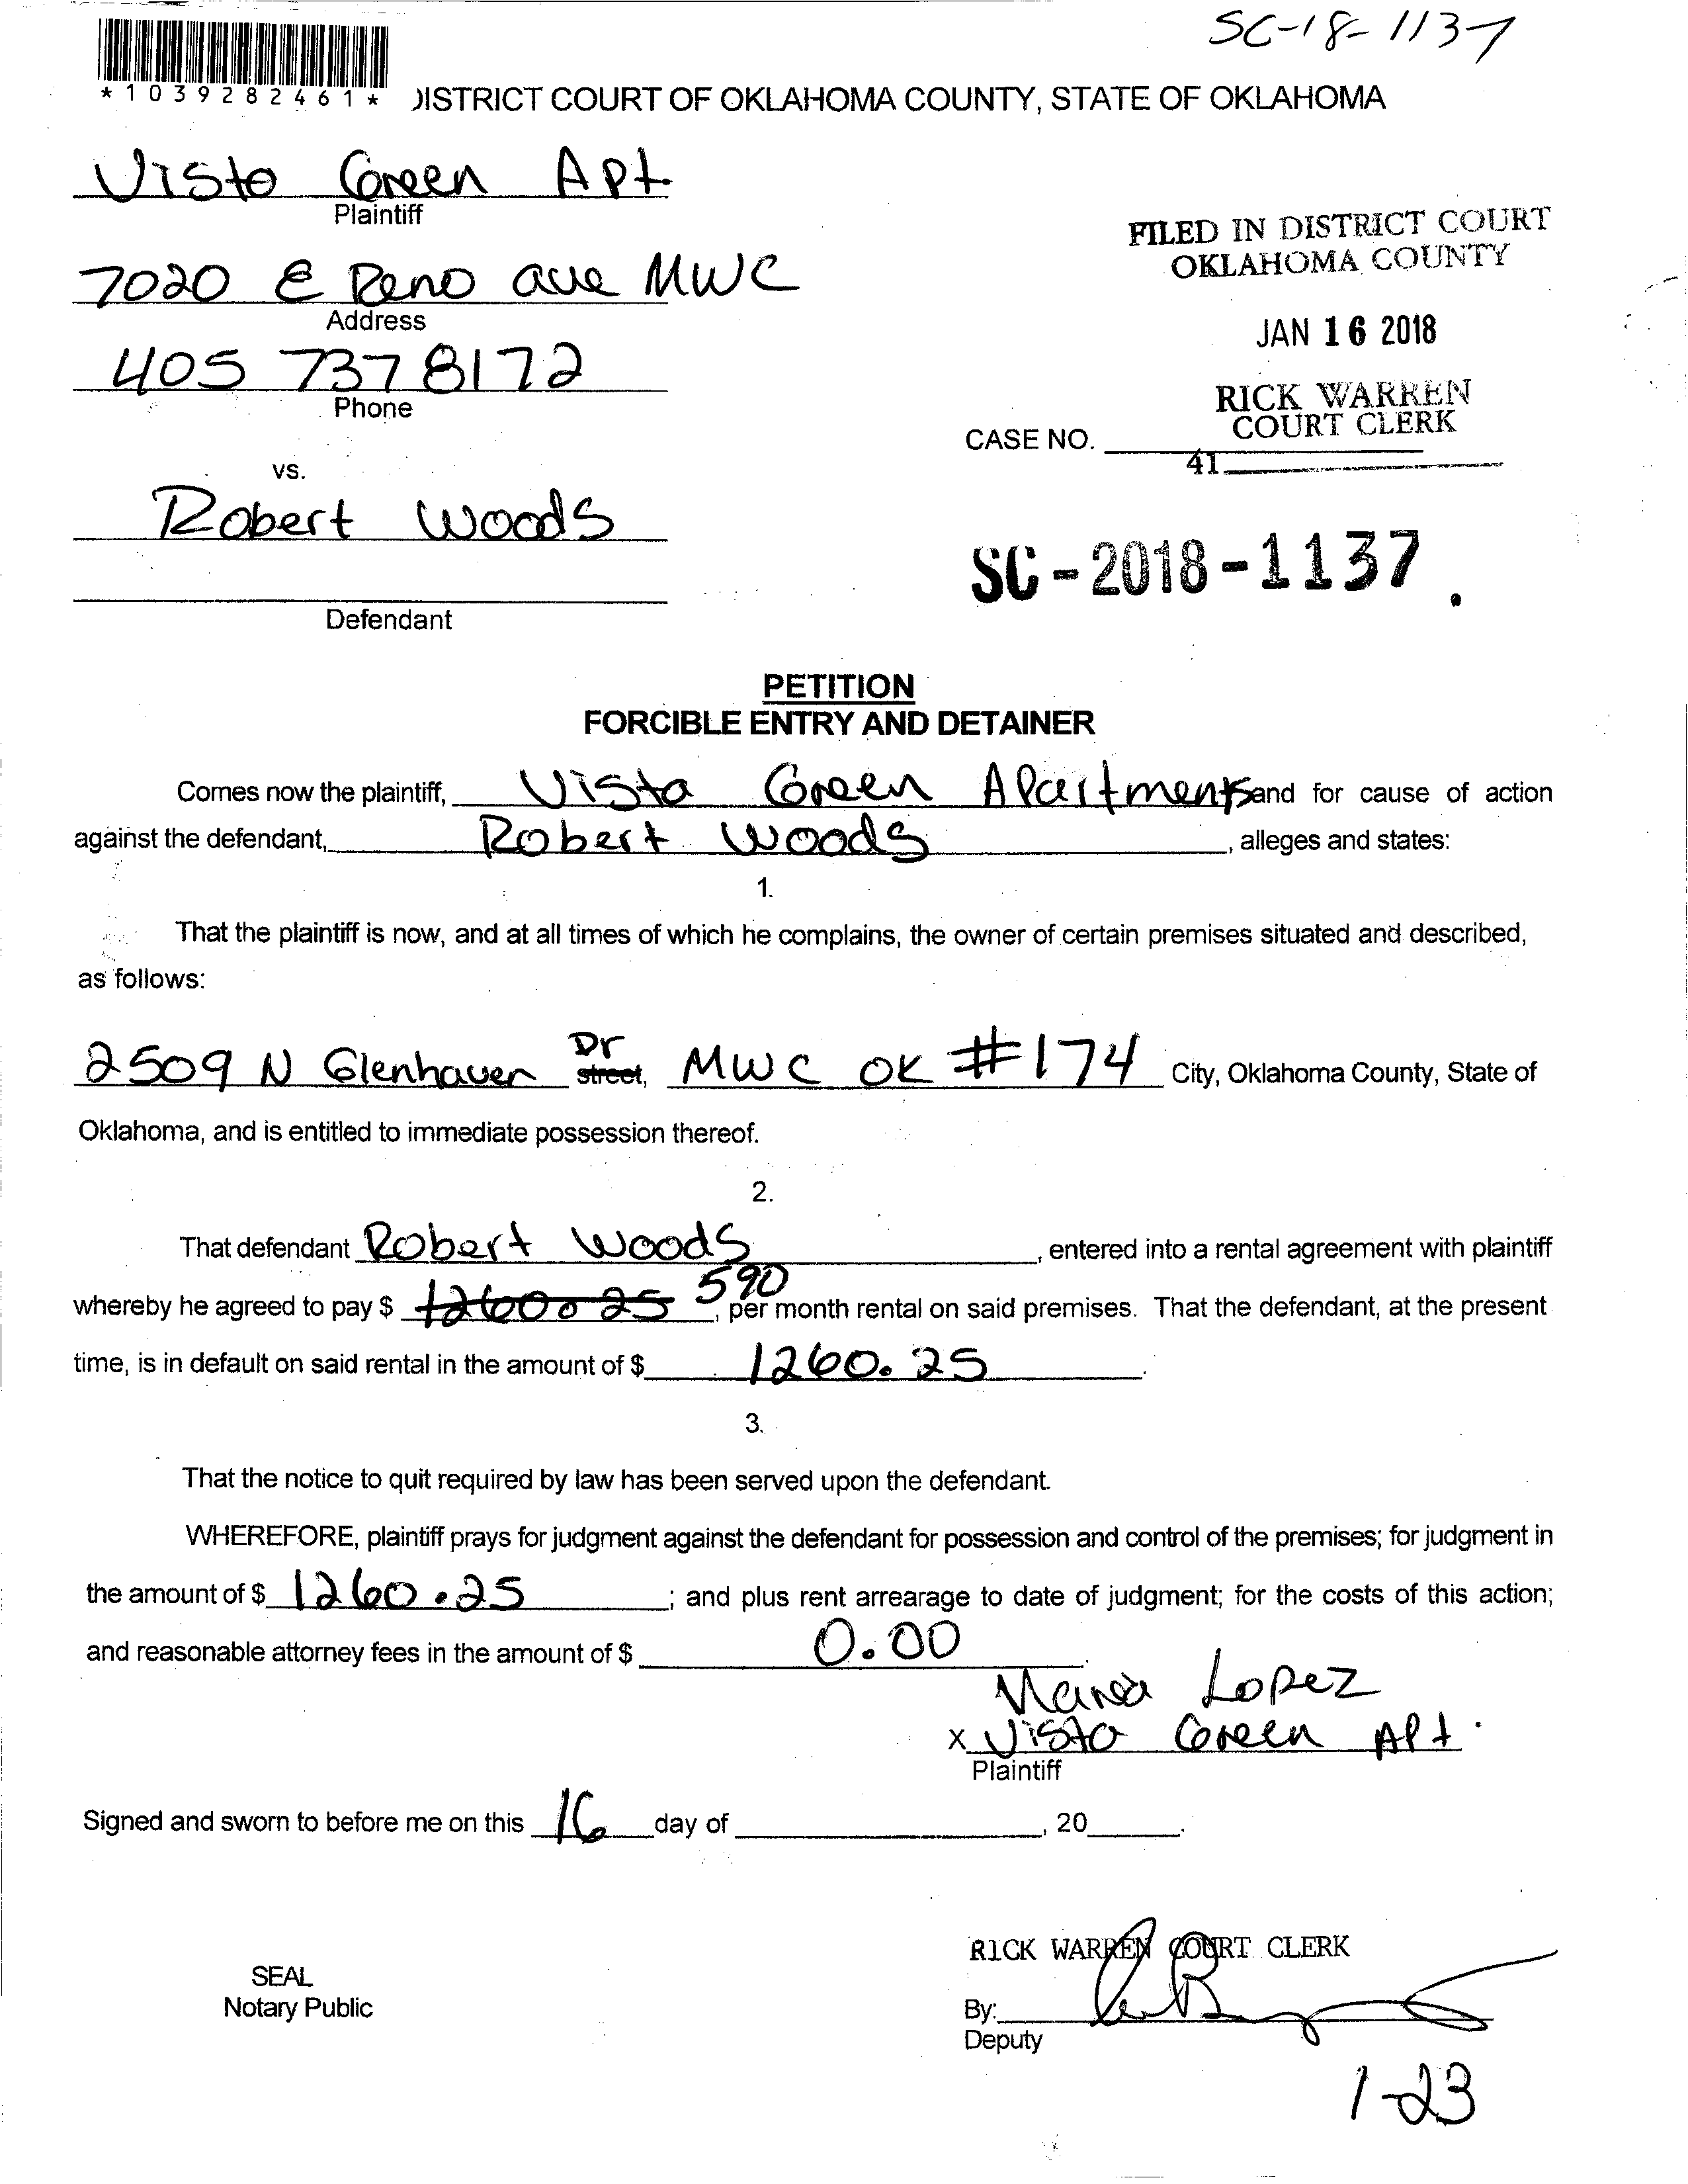 SC-18-1137
*1039282461* DISTRICT COURT OF OKLAHOMA COUNTY, STATE OF OKLAHOMA
Vista Green Apt
Plaintiff
7020 E Reno ave MWC
Address
405 737 8172
Phone
FILED IN DISTRICT COURT
OKLAHOMA COUNTY
JAN 16 2018
RICK WARREN
COURT CLERK
CASE NO.
41
vs.
Robert Woods
Defendant
SC-2018-1137.
PETITION
FORCIBLE ENTRY AND DETAINER
Comes now the plaintiff, Vista Green Apartments and for cause of action
against the defendant, Robert Woods, alleges and states:
1.
That the plaintiff is now, and at all times of which he complains, the owner of certain premises situated and described,
as follows:
2509 N Glenhaven Dr street, MWC OK #174 City, Oklahoma County, State of
Oklahoma, and is entitled to immediate possession thereof.
2.
That defendant Robert Woods, entered into a rental agreement with plaintiff
whereby he agreed to pay $ 1260.25 590, per month rental on said premises. That the defendant, at the present
time, is in default on said rental in the amount of $ 1260.25.
3.
That the notice to quit required by law has been served upon the defendant.
WHEREFORE, plaintiff prays for judgment against the defendant for possession and control of the premises; for judgment in
the amount of $ 1260.25; and plus rent arrearage to date of judgment; for the costs of this action;
and reasonable attorney fees in the amount of $ 0.00.
Maria Lopez
X Vista Green Apt.
Plaintiff
Signed and sworn to before me on this 16 day of , 20 .
RICK WARREN COURT CLERK
SEAL
Notary Public
By:
Deputy
1-23